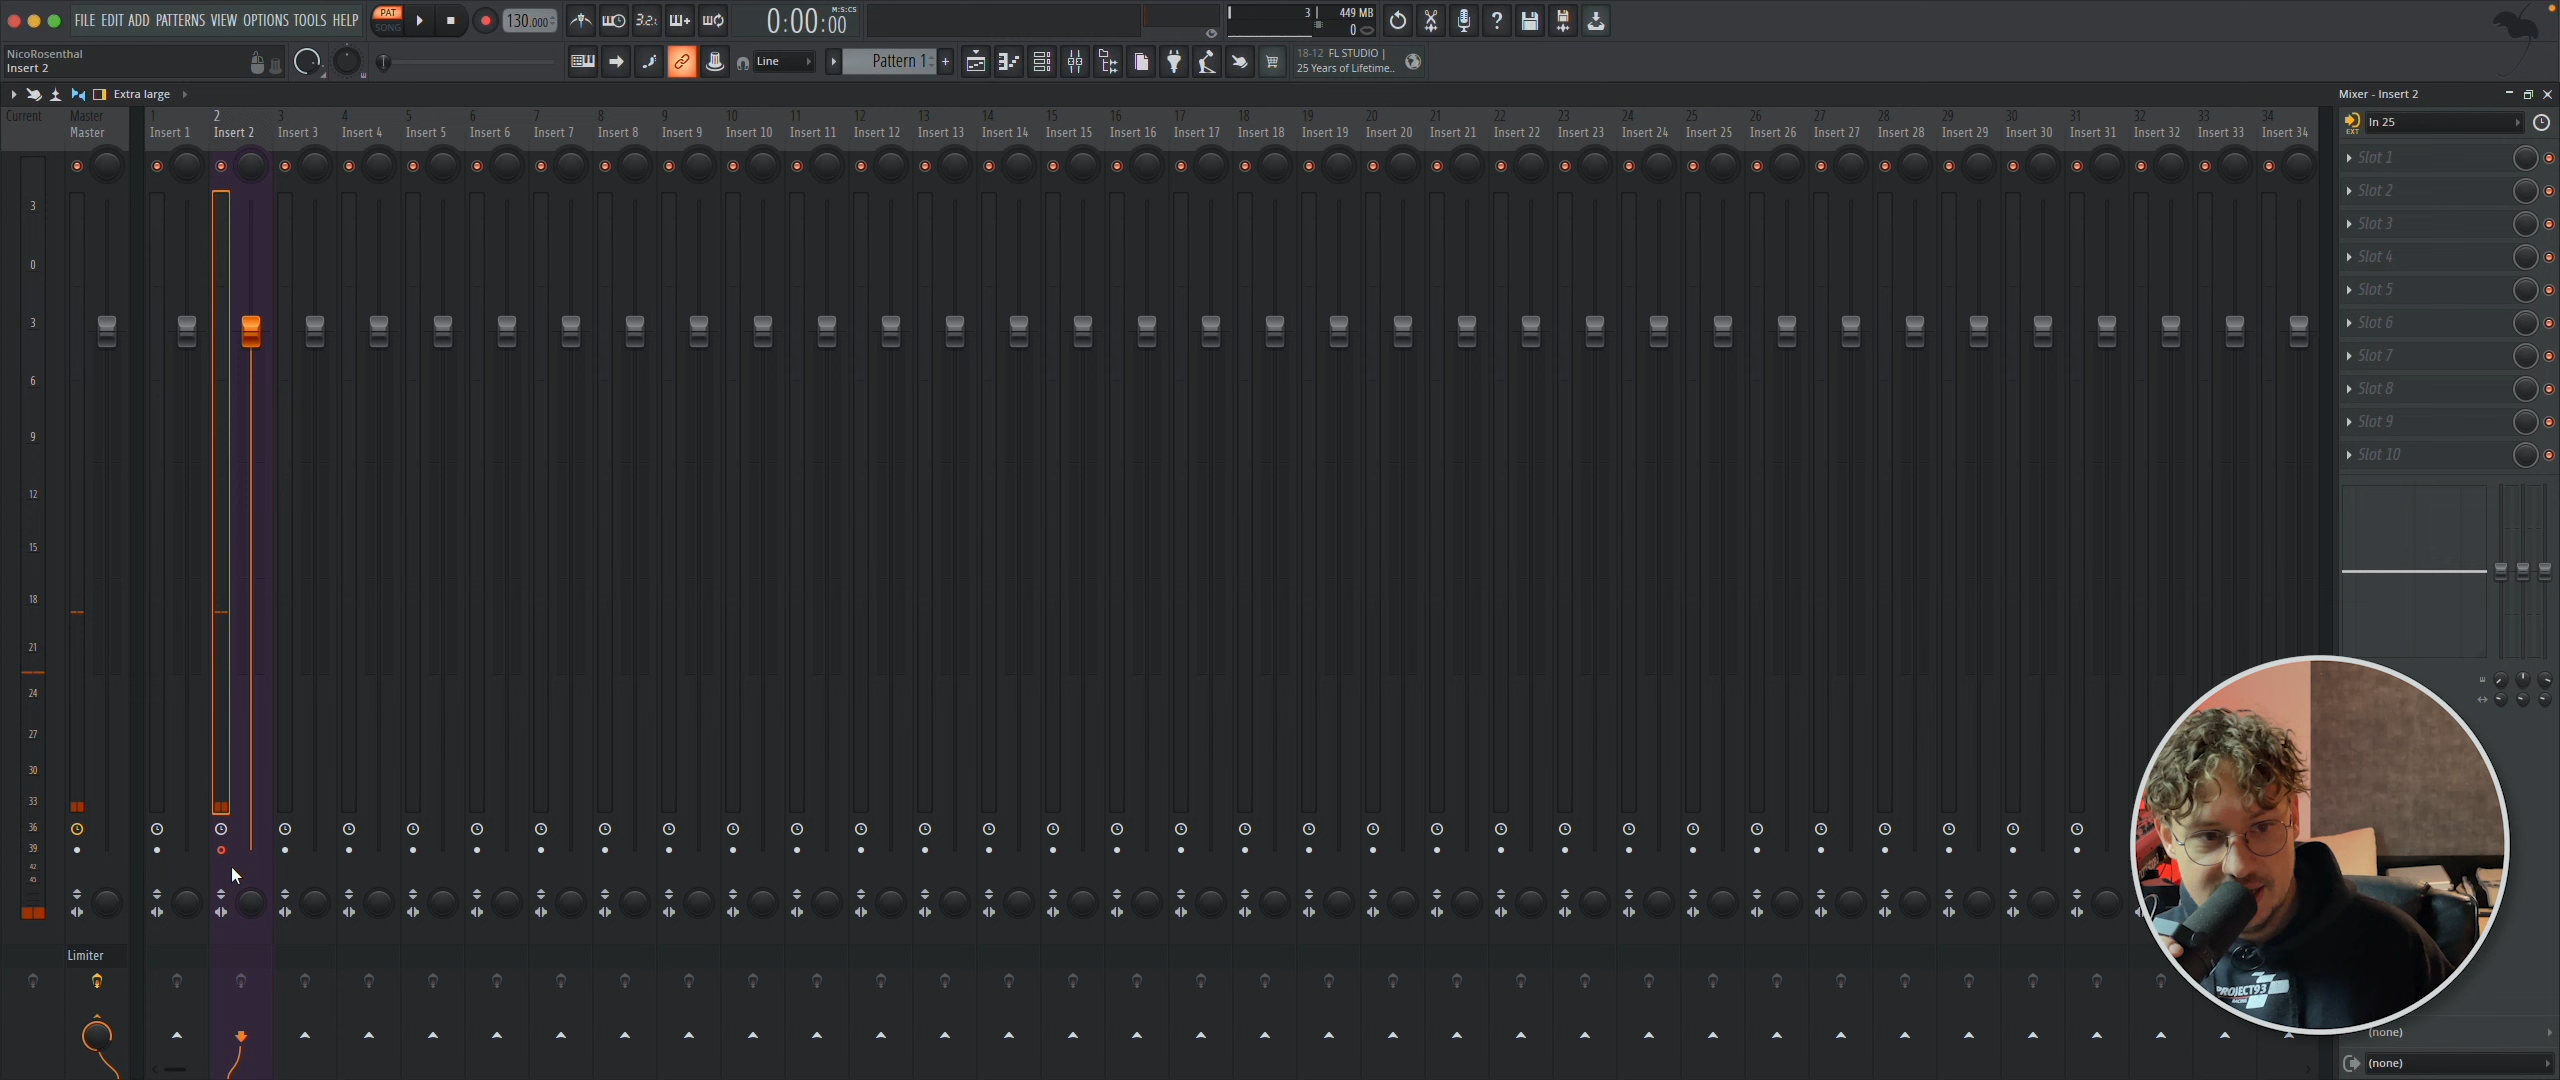 FILE EDIT ADD PATTERNS VIEW OPTIONS TOOLS HELP
PAT
SONG
130.000
3.2.
0:00:00
M:S:CS
3
449 MB
0
NicoRosenthal
Insert 2
Line
Pattern 1
+
18-12 FL STUDIO |
25 Years of Lifetime..
Extra large
Mixer - Insert 2
Current
Master
1 2 3 4 5 6 7 8 9 10 11 12 13 14 15 16 17 18 19 20 21 22 23 24 25 26 27 28 29 30 31 32 33 34
Master
Insert 1
Insert 2
Insert 3
Insert 4
Insert 5
Insert 6
Insert 7
Insert 8
Insert 9
Insert 10
Insert 11
Insert 12
Insert 13
Insert 14
Insert 15
Insert 16
Insert 17
Insert 18
Insert 19
Insert 20
Insert 21
Insert 22
Insert 23
Insert 24
Insert 25
Insert 26
Insert 27
Insert 28
Insert 29
Insert 30
Insert 31
Insert 32
Insert 33
Insert 34
EXT
In 25
Slot 1
Slot 2
Slot 3
Slot 4
Slot 5
Slot 6
Slot 7
Slot 8
Slot 9
Slot 10
3
0
3
6
9
12
15
18
21
24
27
30
33
36
39
42
45
Limiter
PROJECT93
(none)
(none)